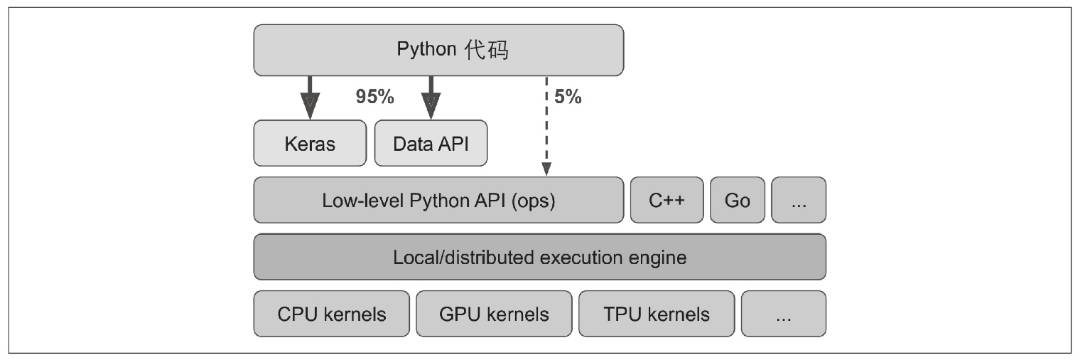 Python 代码
95%
5%
Keras
Data API
Low-level Python API (ops)
C++
Go
...
Local/distributed execution engine
CPU kernels
GPU kernels
TPU kernels
...